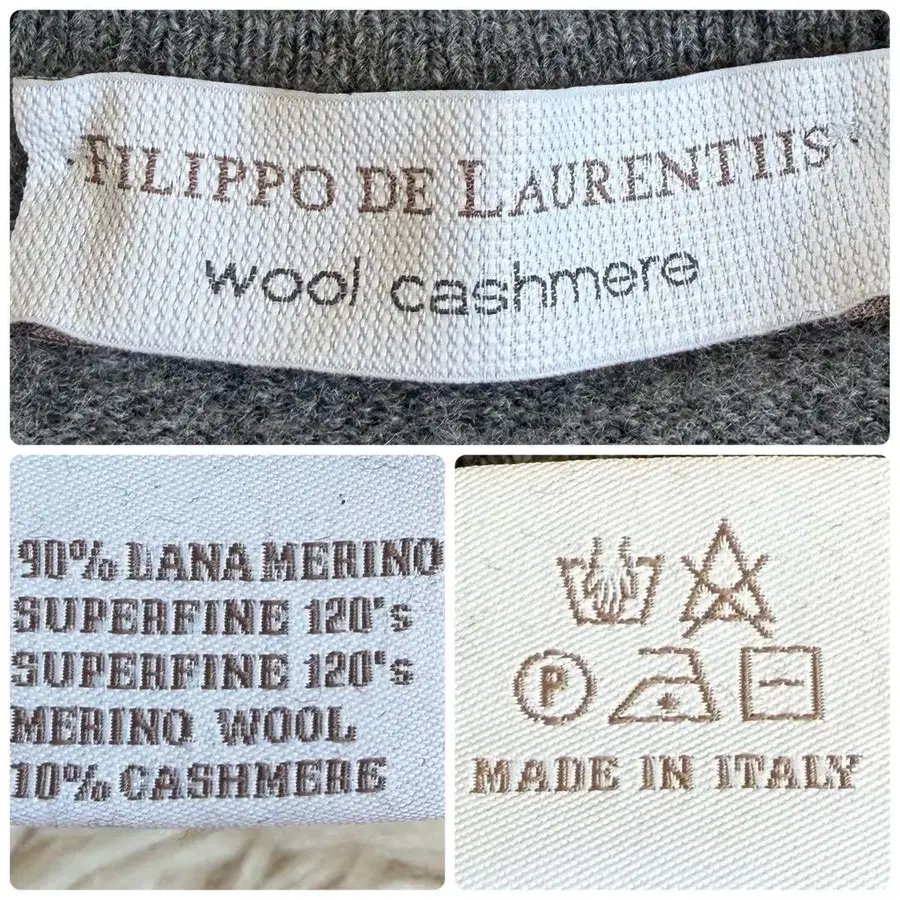 FILIPPO DE LAURENTIIS
wool cashmere
90% LANA MERINO
SUPERFINE 120's
SUPERFINE 120's
MERINO WOOL
10% CASHMERE
P
MADE IN ITALY